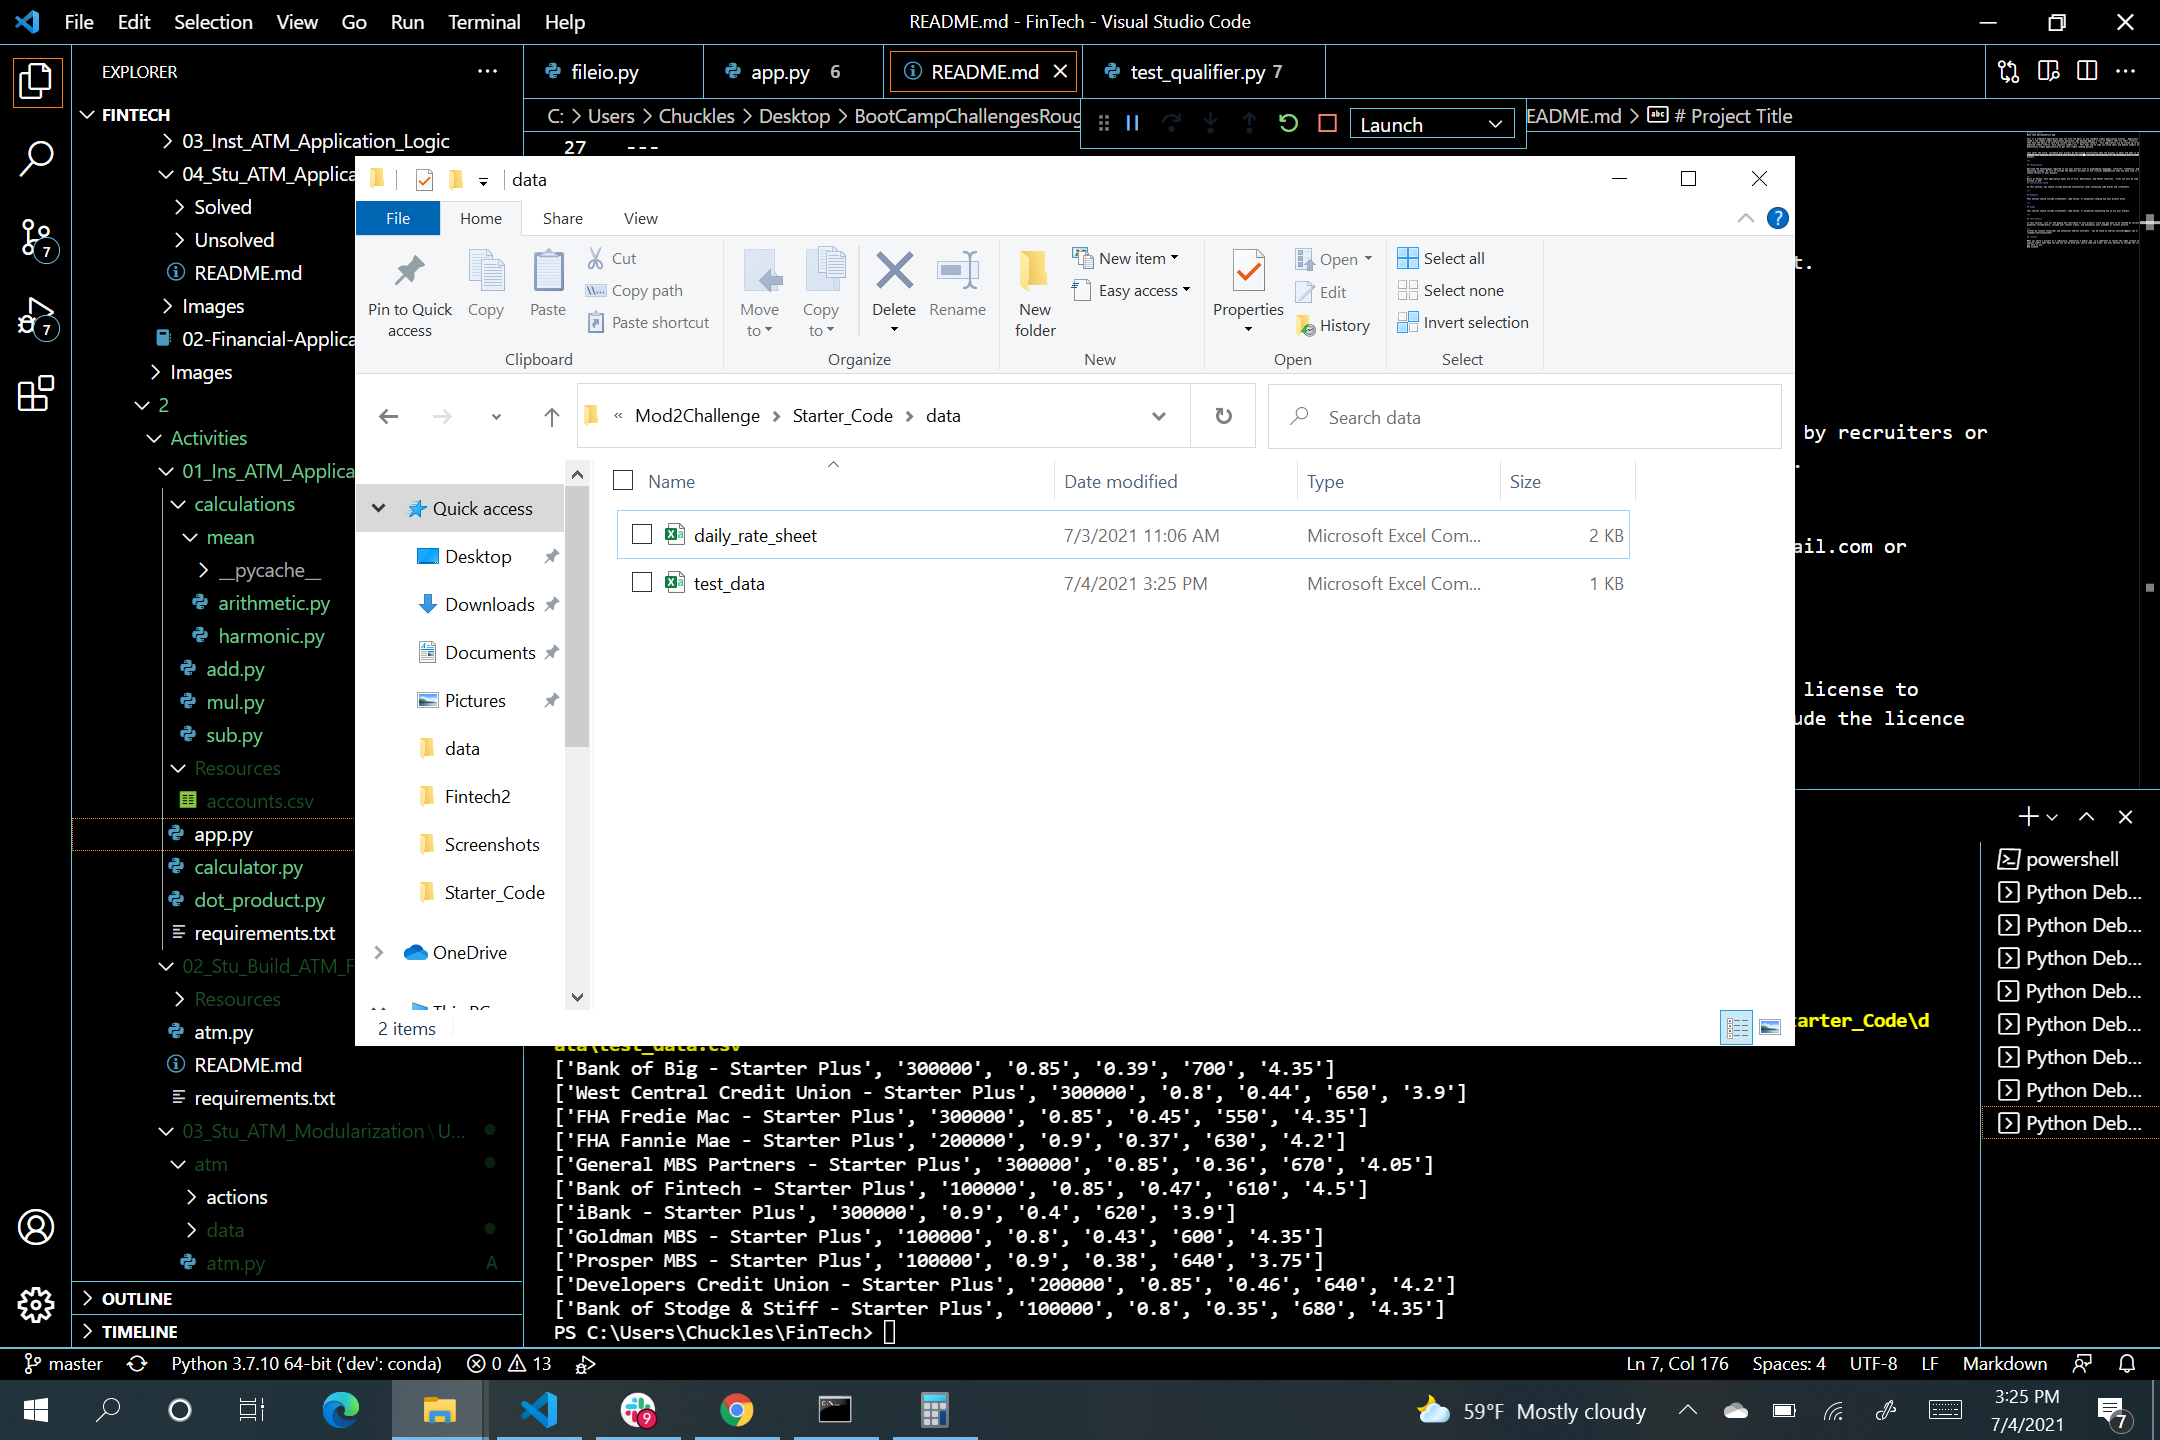 File Edit Selection View Go Run Terminal Help
README.md - FinTech - Visual Studio Code
EXPLORER
fileio.py
app.py 6
README.md
test_qualifier.py 7
C: > Users > Chuckles > Desktop > BootCampChallengesRoug
Launch
EADME.md > # Project Title
FINTECH
03_Inst_ATM_Application_Logic
04_Stu_ATM_Applica
Solved
Unsolved
README.md
Images
02-Financial-Applica
Images
2
Activities
01_Ins_ATM_Applica
calculations
mean
__pycache__
arithmetic.py
harmonic.py
add.py
mul.py
sub.py
Resources
accounts.csv
app.py
calculator.py
dot_product.py
requirements.txt
02_Stu_Build_ATM_F
Resources
atm.py
README.md
requirements.txt
03_Stu_ATM_Modularization\U...
atm
actions
data
atm.py A
OUTLINE
TIMELINE
7
7
27 ---
t.
by recruiters or
.
ail.com or
license to
ude the licence
data
File Home Share View
Pin to Quick access
Copy
Paste
Cut
Copy path
Paste shortcut
Clipboard
Move to
Copy to
Delete
Rename
Organize
New folder
New item
Easy access
New
Properties
Open
Edit
History
Open
Select all
Select none
Invert selection
Select
« Mod2Challenge > Starter_Code > data
Search data
Name Date modified Type Size
daily_rate_sheet 7/3/2021 11:06 AM Microsoft Excel Com... 2 KB
test_data 7/4/2021 3:25 PM Microsoft Excel Com... 1 KB
Quick access
Desktop
Downloads
Documents
Pictures
data
Fintech2
Screenshots
Starter_Code
OneDrive
This PC
2 items
tarter_Code\d
ata\test_data.csv
['Bank of Big - Starter Plus', '300000', '0.85', '0.39', '700', '4.35']
['West Central Credit Union - Starter Plus', '300000', '0.8', '0.44', '650', '3.9']
['FHA Fredie Mac - Starter Plus', '300000', '0.85', '0.45', '550', '4.35']
['FHA Fannie Mae - Starter Plus', '200000', '0.9', '0.37', '630', '4.2']
['General MBS Partners - Starter Plus', '300000', '0.85', '0.36', '670', '4.05']
['Bank of Fintech - Starter Plus', '100000', '0.85', '0.47', '610', '4.5']
['iBank - Starter Plus', '300000', '0.9', '0.4', '620', '3.9']
['Goldman MBS - Starter Plus', '100000', '0.8', '0.43', '600', '4.35']
['Prosper MBS - Starter Plus', '100000', '0.9', '0.38', '640', '3.75']
['Developers Credit Union - Starter Plus', '200000', '0.85', '0.46', '640', '4.2']
['Bank of Stodge & Stiff - Starter Plus', '100000', '0.8', '0.35', '680', '4.35']
PS C:\Users\Chuckles\FinTech>
powershell
Python Deb...
Python Deb...
Python Deb...
Python Deb...
Python Deb...
Python Deb...
Python Deb...
Python Deb...
master
Python 3.7.10 64-bit ('dev': conda)
0 13
Ln 7, Col 176
Spaces: 4
UTF-8
LF
Markdown
9
59°F Mostly cloudy
3:25 PM
7/4/2021
7